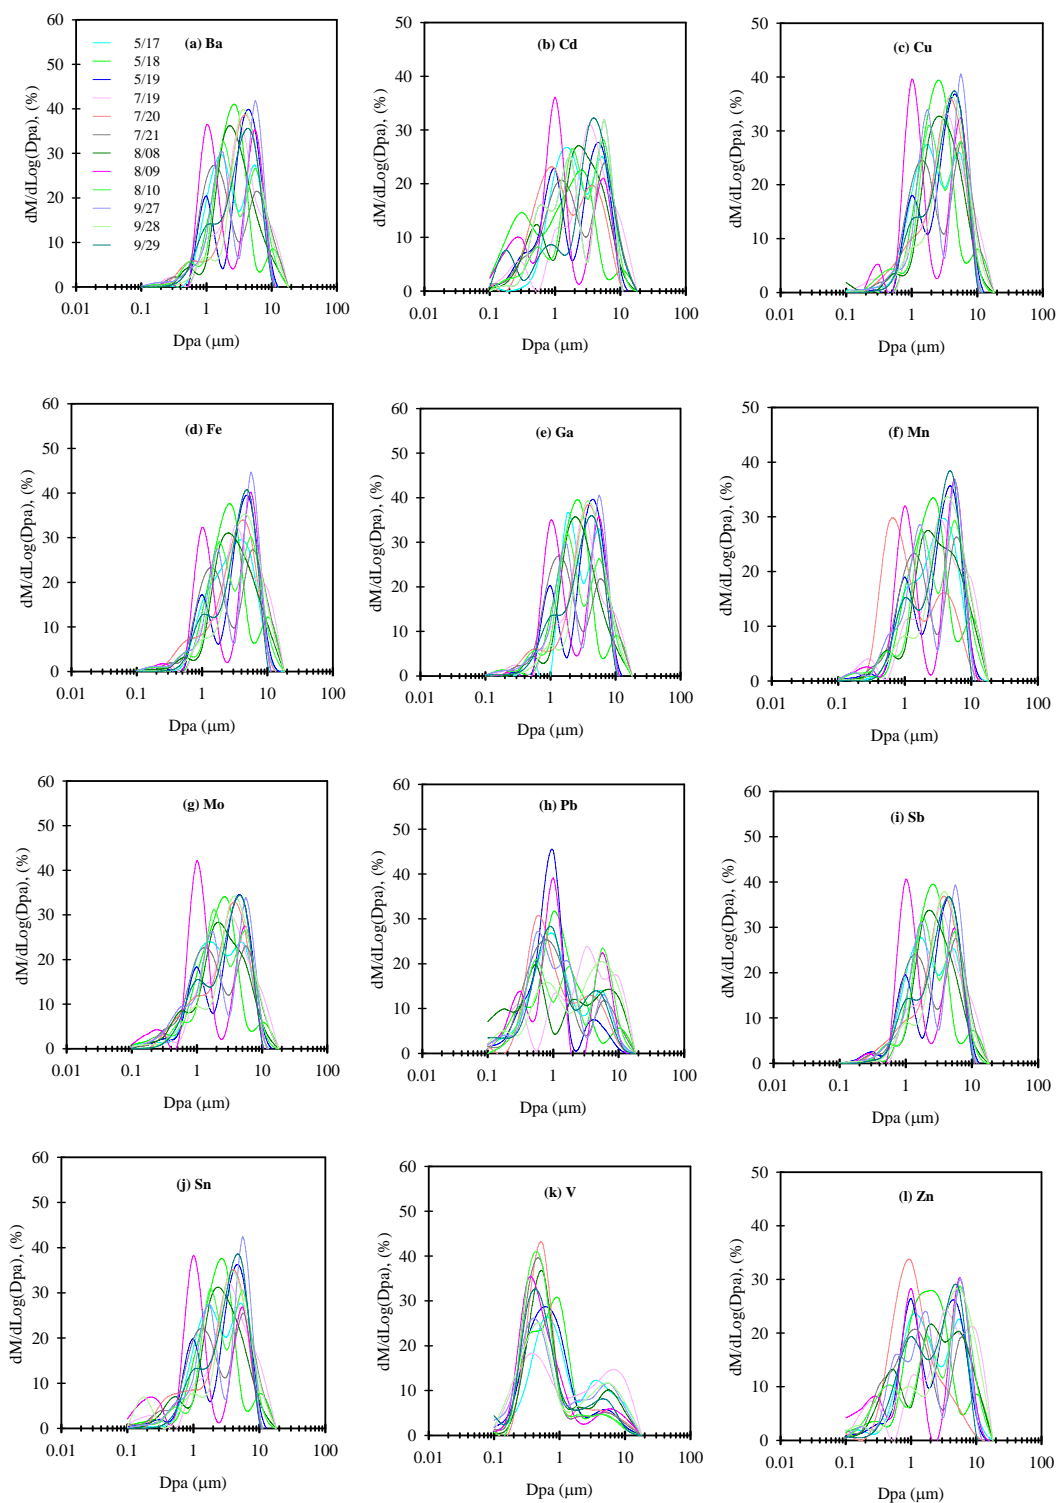 (a) Ba
dM/dLog(Dpa), (%)
60
50
40
30
20
10
0
5/17
5/18
5/19
7/19
7/20
7/21
8/08
8/09
8/10
9/27
9/28
9/29
0.01 0.1 1 10 100
Dpa (μm)
(b) Cd
dM/dLog(Dpa), (%)
50
40
30
20
10
0
0.01 0.1 1 10 100
Dpa (μm)
(c) Cu
dM/dLog(Dpa), (%)
50
40
30
20
10
0
0.01 0.1 1 10 100
Dpa (μm)
(d) Fe
dM/dLog(Dpa), (%)
60
50
40
30
20
10
0
0.01 0.1 1 10 100
Dpa (μm)
(e) Ga
dM/dLog(Dpa), (%)
60
50
40
30
20
10
0
0.01 0.1 1 10 100
Dpa (μm)
(f) Mn
dM/dLog(Dpa), (%)
50
40
30
20
10
0
0.01 0.1 1 10 100
Dpa (μm)
(g) Mo
dM/dLog(Dpa), (%)
60
50
40
30
20
10
0
0.01 0.1 1 10 100
Dpa (μm)
(h) Pb
dM/dLog(Dpa), (%)
60
50
40
30
20
10
0
0.01 0.1 1 10 100
Dpa (μm)
(i) Sb
dM/dLog(Dpa), (%)
60
50
40
30
20
10
0
0.01 0.1 1 10 100
Dpa (μm)
(j) Sn
dM/dLog(Dpa), (%)
60
50
40
30
20
10
0
0.01 0.1 1 10 100
Dpa (μm)
(k) V
dM/dLog(Dpa), (%)
60
50
40
30
20
10
0
0.01 0.1 1 10 100
Dpa (μm)
(l) Zn
dM/dLog(Dpa), (%)
50
40
30
20
10
0
0.01 0.1 1 10 100
Dpa (μm)